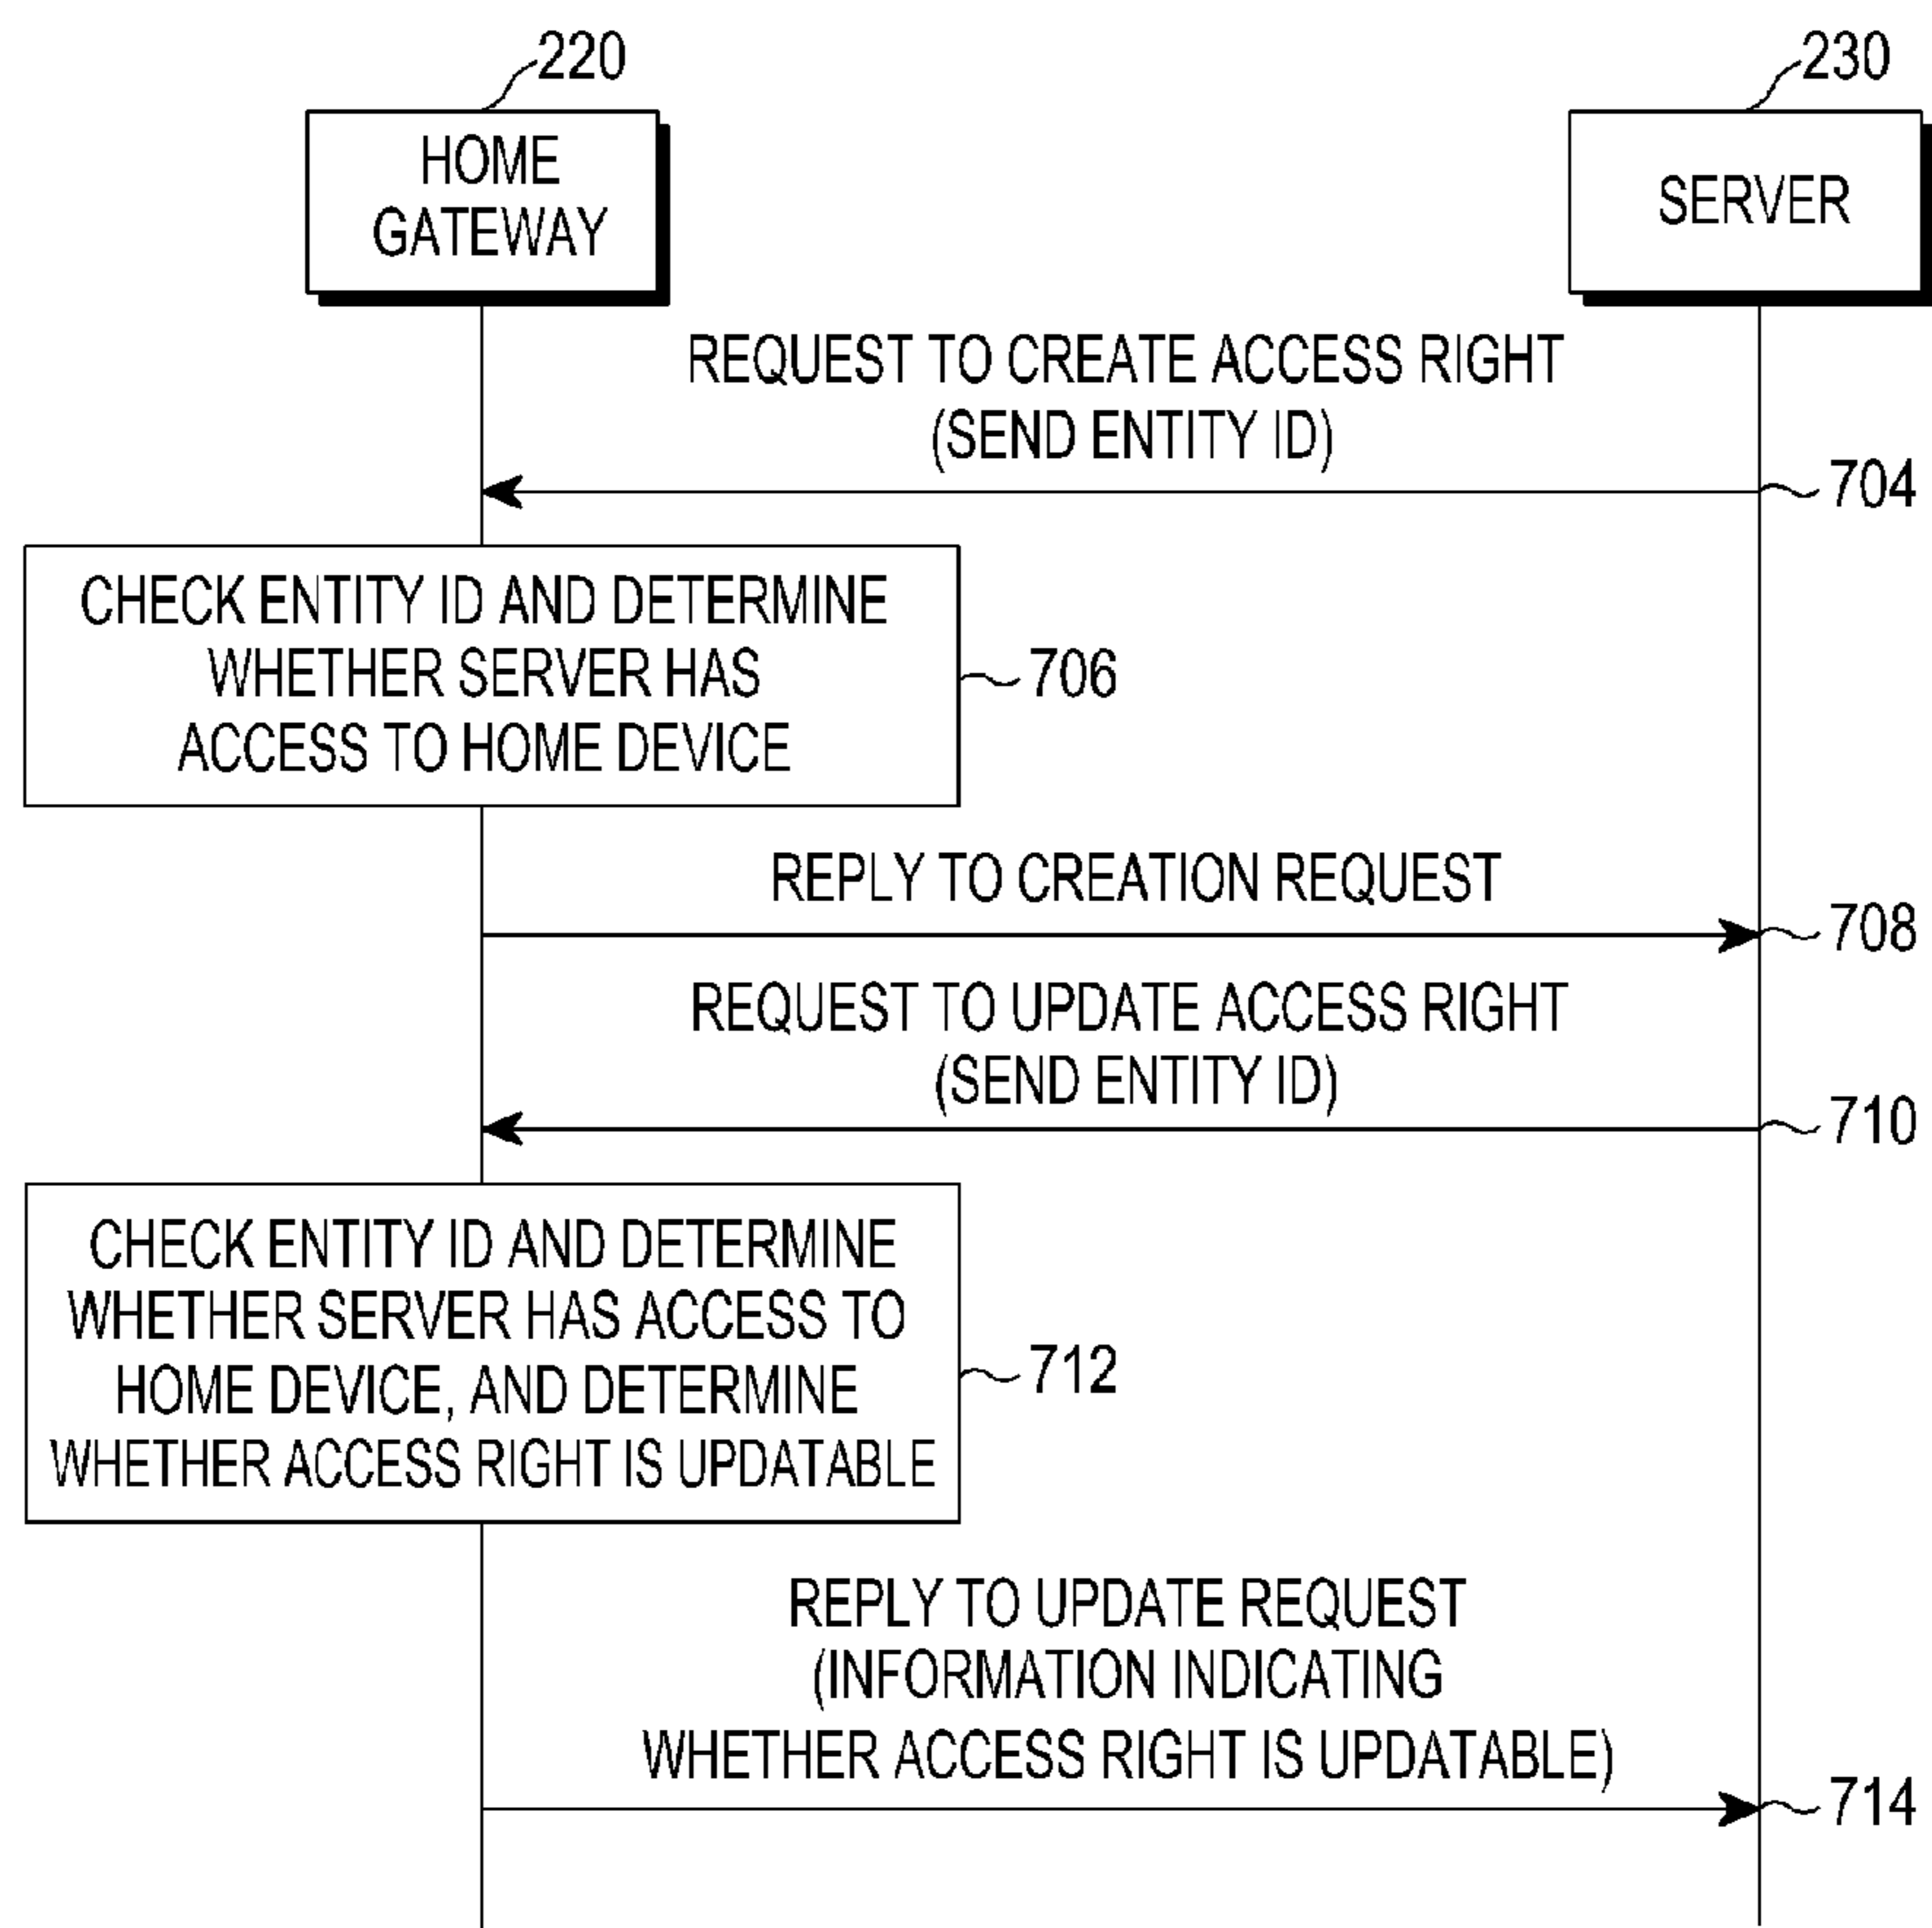 220
230
HOME
GATEWAY
SERVER
REQUEST TO CREATE ACCESS RIGHT
(SEND ENTITY ID)
704
CHECK ENTITY ID AND DETERMINE
WHETHER SERVER HAS
ACCESS TO HOME DEVICE
706
REPLY TO CREATION REQUEST
708
REQUEST TO UPDATE ACCESS RIGHT
(SEND ENTITY ID)
710
CHECK ENTITY ID AND DETERMINE
WHETHER SERVER HAS ACCESS TO
HOME DEVICE, AND DETERMINE
WHETHER ACCESS RIGHT IS UPDATABLE
712
REPLY TO UPDATE REQUEST
(INFORMATION INDICATING
WHETHER ACCESS RIGHT IS UPDATABLE)
714